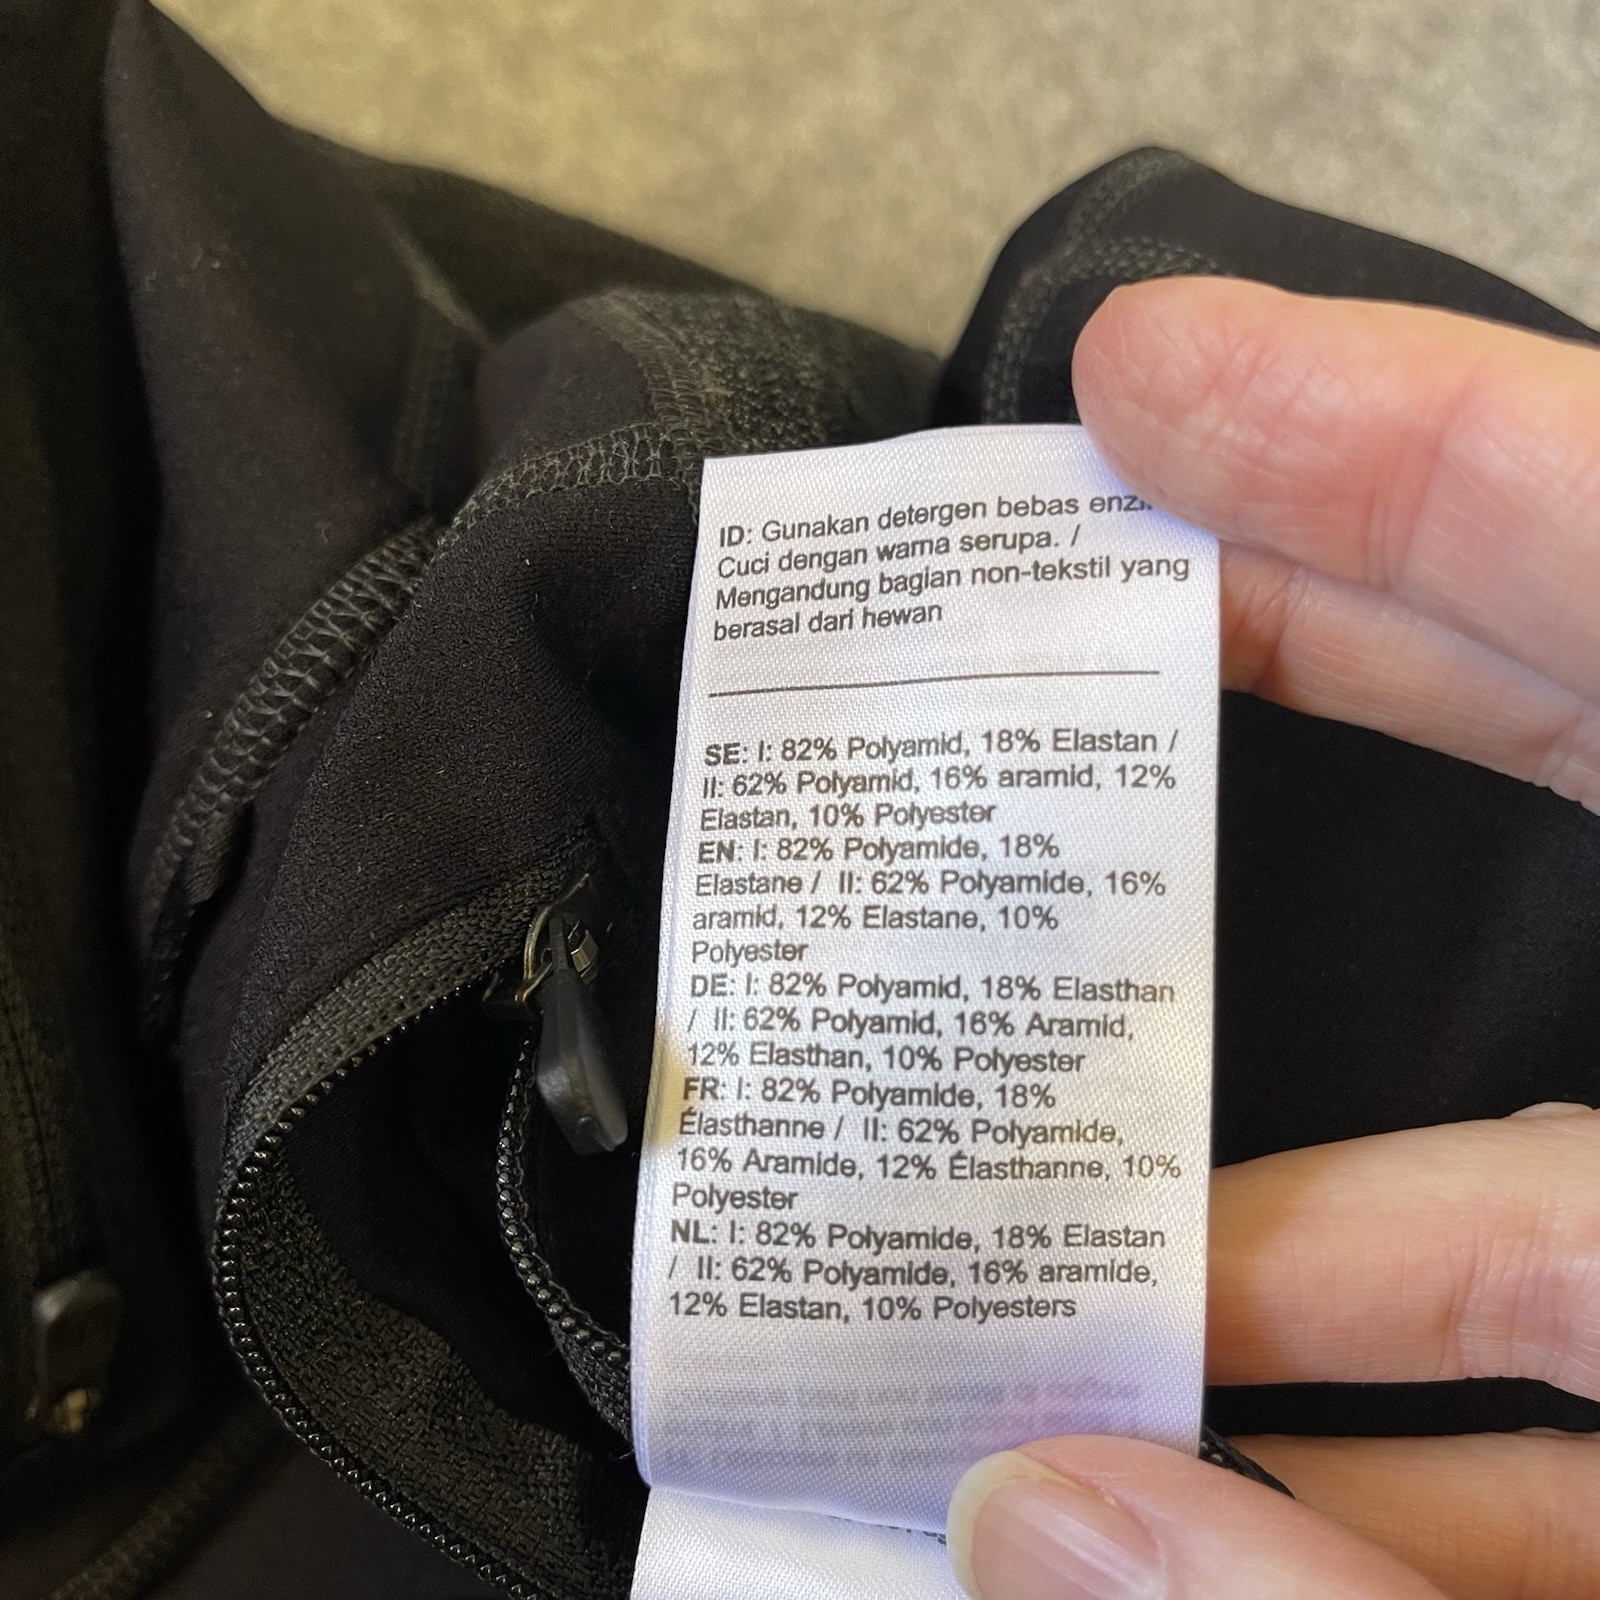 ID: Gunakan detergen bebas
Cuci dengan warna serupa. /
Mengandung bagian non-tekstil yang
berasal dari hewan
SE: I: 82% Polyamid, 18% Elastan /
II: 62% Polyamid, 16% aramid, 12%
Elastan, 10% Polyester
EN: I: 82% Polyamide, 18%
Elastane / II: 62% Polyamide, 16%
aramid, 12% Elastane, 10%
Polyester
DE: I: 82% Polyamid, 18% Elasthan
/ II: 62% Polyamid, 16% Aramid,
12% Elasthan, 10% Polyester
FR: I: 82% Polyamide, 18%
Élasthanne / II: 62% Polyamide,
16% Aramide, 12% Élasthanne, 10%
Polyester
NL: I: 82% Polyamide, 18% Elastan
/ II: 62% Polyamide, 16% aramide,
12% Elastan, 10% Polyesters